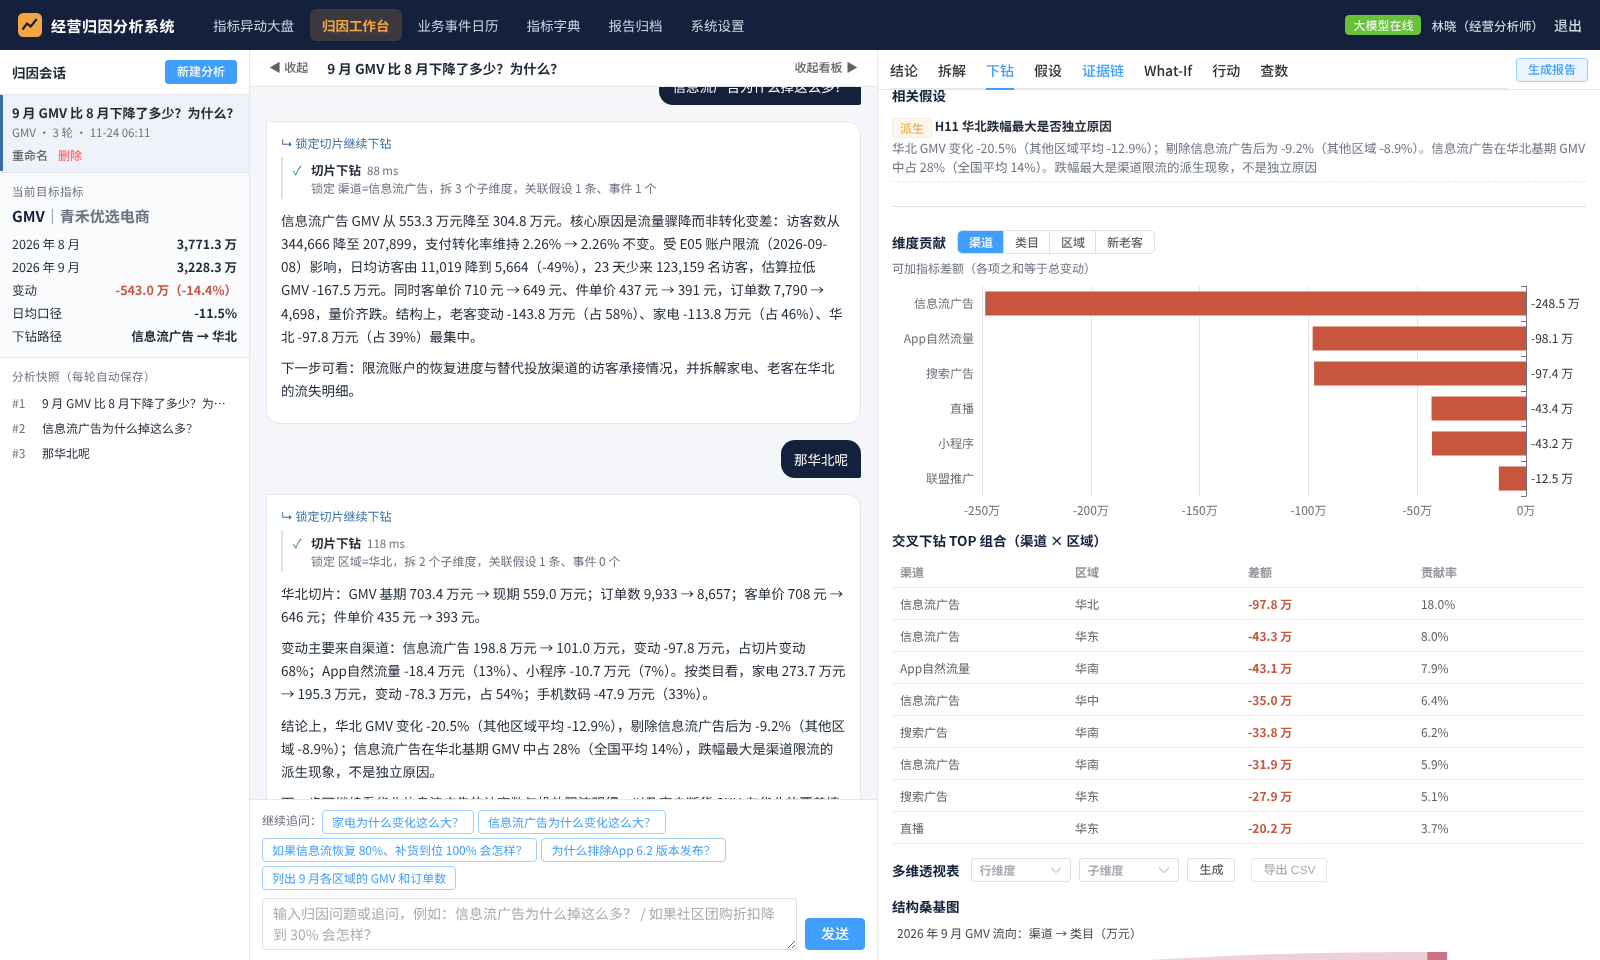 经营归因分析系统
指标异动大盘
归因工作台
业务事件日历
指标字典
报告归档
系统设置
大模型在线
林晓（经营分析师）
退出
归因会话
新建分析
9 月 GMV 比 8 月下降了多少？为什么？
GMV · 3 轮 · 11-24 06:11
重命名 删除
当前目标指标
GMV 青禾优选电商
2026 年 8 月 3,771.3 万
2026 年 9 月 3,228.3 万
变动 -543.0 万（-14.4%）
日均口径 -11.5%
下钻路径 信息流广告 → 华北
分析快照（每轮自动保存）
#1 9 月 GMV 比 8 月下降了多少？为…
#2 信息流广告为什么掉这么多？
#3 那华北呢
◀ 收起
9 月 GMV 比 8 月下降了多少？为什么？
收起看板 ▶
信息流广告为什么掉这么多？
↳ 锁定切片继续下钻
✓ 切片下钻 88 ms
锁定 渠道=信息流广告，拆 3 个子维度，关联假设 1 条、事件 1 个
信息流广告 GMV 从 553.3 万元降至 304.8 万元。核心原因是流量骤降而非转化变差：访客数从
344,666 降至 207,899，支付转化率维持 2.26% → 2.26% 不变。受 E05 账户限流（2026-09-
08）影响，日均访客由 11,019 降到 5,664（-49%），23 天少来 123,159 名访客，估算拉低
GMV -167.5 万元。同时客单价 710 元 → 649 元、件单价 437 元 → 391 元，订单数 7,790 →
4,698，量价齐跌。结构上，老客变动 -143.8 万元（占 58%）、家电 -113.8 万元（占 46%）、华
北 -97.8 万元（占 39%）最集中。
下一步可看：限流账户的恢复进度与替代投放渠道的访客承接情况，并拆解家电、老客在华北
的流失明细。
那华北呢
↳ 锁定切片继续下钻
✓ 切片下钻 118 ms
锁定 区域=华北，拆 2 个子维度，关联假设 1 条、事件 0 个
华北切片：GMV 基期 703.4 万元 → 现期 559.0 万元；订单数 9,933 → 8,657；客单价 708 元 →
646 元；件单价 435 元 → 393 元。
变动主要来自渠道：信息流广告 198.8 万元 → 101.0 万元，变动 -97.8 万元，占切片变动
68%；App自然流量 -18.4 万元（13%）、小程序 -10.7 万元（7%）。按类目看，家电 273.7 万元
→ 195.3 万元，变动 -78.3 万元，占 54%；手机数码 -47.9 万元（33%）。
结论上，华北 GMV 变化 -20.5%（其他区域平均 -12.9%），剔除信息流广告后为 -9.2%（其他区
域 -8.9%）；信息流广告在华北基期 GMV 中占 28%（全国平均 14%），跌幅最大是渠道限流的
派生现象，不是独立原因。
继续追问：
家电为什么变化这么大？
信息流广告为什么变化这么大？
如果信息流恢复 80%、补货到位 100% 会怎样？
为什么排除App 6.2 版本发布？
列出 9 月各区域的 GMV 和订单数
输入归因问题或追问，例如：信息流广告为什么掉这么多？ / 如果社区团购折扣降
到 30% 会怎样？
发送
结论
拆解
下钻
假设
证据链
What-If
行动
查数
生成报告
相关假设
派生 H11 华北跌幅最大是否独立原因
华北 GMV 变化 -20.5%（其他区域平均 -12.9%）；剔除信息流广告后为 -9.2%（其他区域 -8.9%）。信息流广告在华北基期 GMV
中占 28%（全国平均 14%）。跌幅最大是渠道限流的派生现象，不是独立原因
维度贡献 渠道 类目 区域 新老客
可加指标差额（各项之和等于总变动）
信息流广告 -248.5 万
App自然流量 -98.1 万
搜索广告 -97.4 万
直播 -43.4 万
小程序 -43.2 万
联盟推广 -12.5 万
-250万 -200万 -150万 -100万 -50万 0万
交叉下钻 TOP 组合（渠道 × 区域）
渠道 区域 差额 贡献率
信息流广告 华北 -97.8 万 18.0%
信息流广告 华东 -43.3 万 8.0%
App自然流量 华南 -43.1 万 7.9%
信息流广告 华中 -35.0 万 6.4%
搜索广告 华南 -33.8 万 6.2%
信息流广告 华南 -31.9 万 5.9%
搜索广告 华东 -27.9 万 5.1%
直播 华东 -20.2 万 3.7%
多维透视表 行维度 子维度 生成 导出 CSV
结构桑基图
2026 年 9 月 GMV 流向：渠道 → 类目（万元）